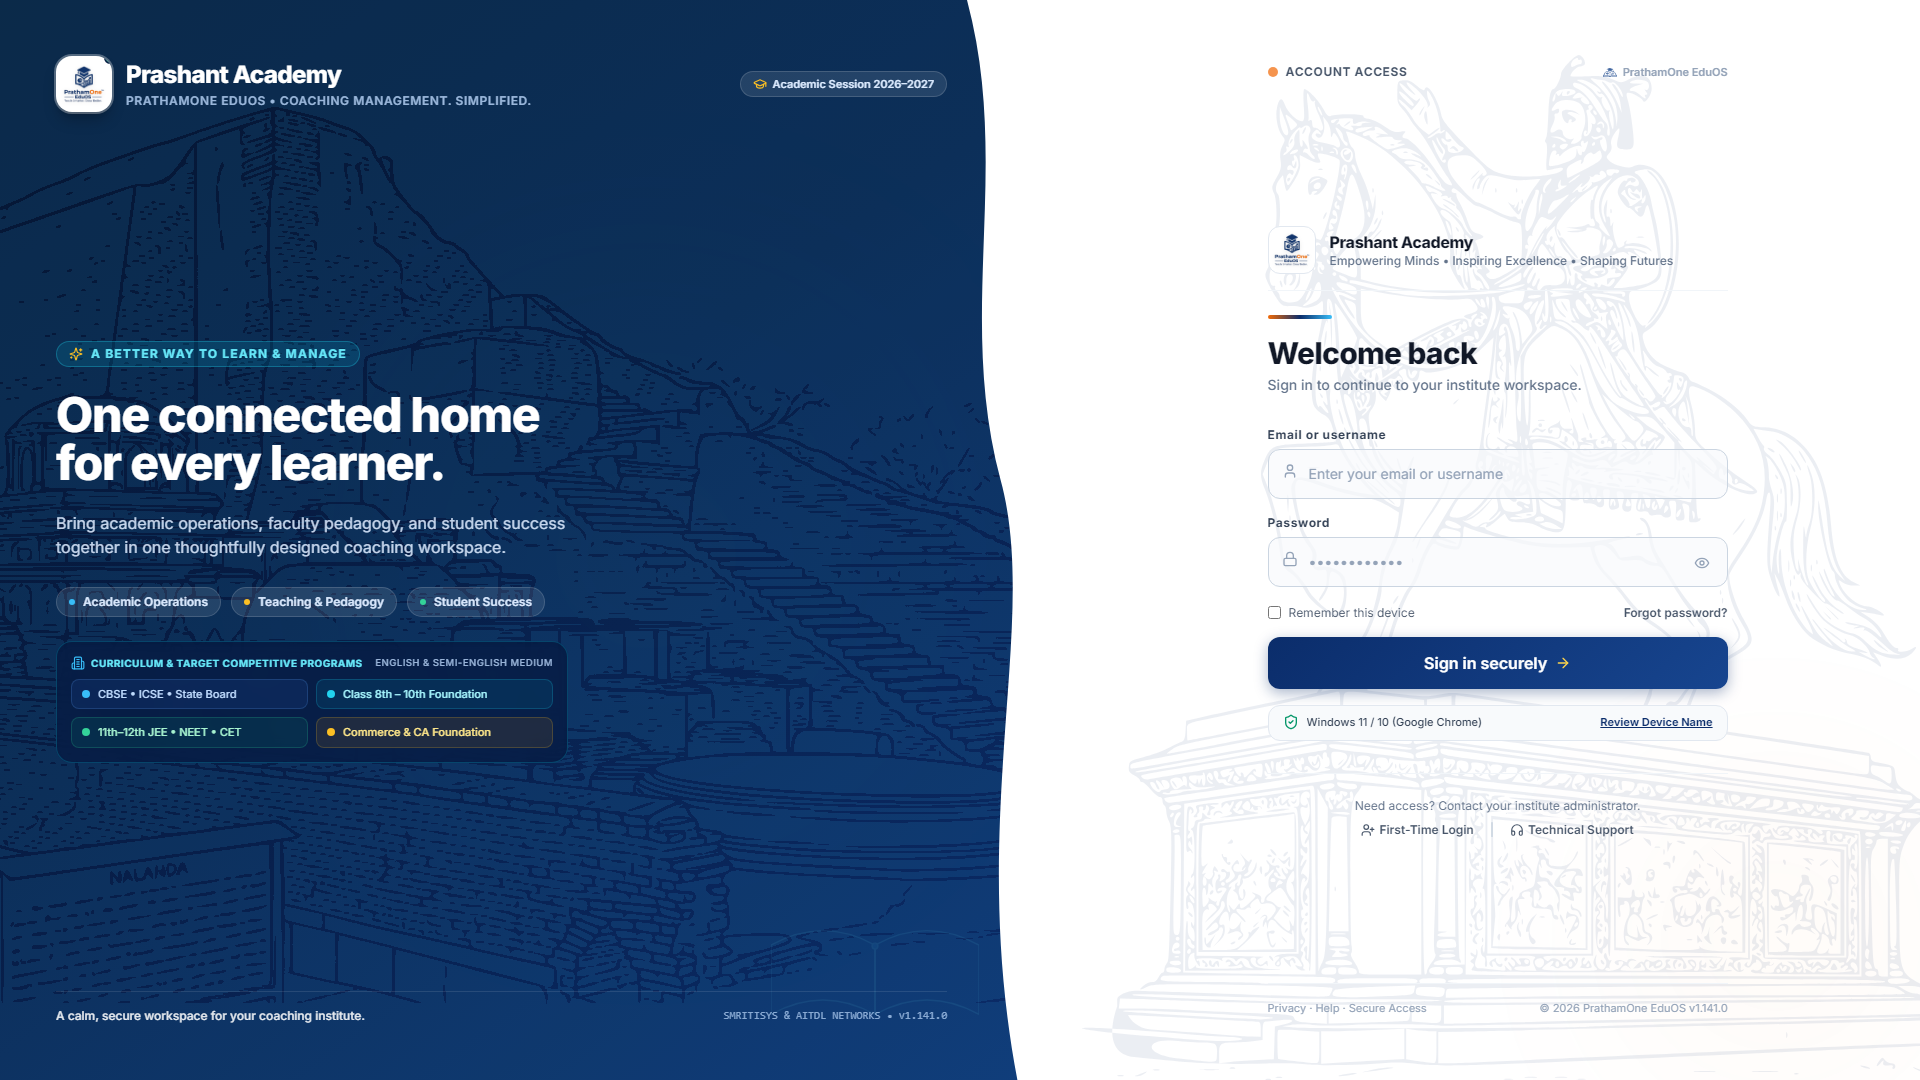 Prashant Academy
PRATHAMONE EDUOS • COACHING MANAGEMENT. SIMPLIFIED.
Academic Session 2026–2027
A BETTER WAY TO LEARN & MANAGE
One connected home
for every learner.
Bring academic operations, faculty pedagogy, and student success
together in one thoughtfully designed coaching workspace.
Academic Operations
Teaching & Pedagogy
Student Success
CURRICULUM & TARGET COMPETITIVE PROGRAMS
ENGLISH & SEMI-ENGLISH MEDIUM
CBSE • ICSE • State Board
Class 8th – 10th Foundation
11th–12th JEE • NEET • CET
Commerce & CA Foundation
NALANDA
A calm, secure workspace for your coaching institute.
SMRITISYS & AITDL NETWORKS • v1.141.0
ACCOUNT ACCESS
PrathamOne EduOS
PrathamOne
EduOS
Prashant Academy
Empowering Minds • Inspiring Excellence • Shaping Futures
Welcome back
Sign in to continue to your institute workspace.
Email or username
Enter your email or username
Password
••••••••••••
Remember this device
Forgot password?
Sign in securely
Windows 11 / 10 (Google Chrome)
Review Device Name
Need access? Contact your institute administrator.
First-Time Login
Technical Support
Privacy · Help · Secure Access
© 2026 PrathamOne EduOS v1.141.0